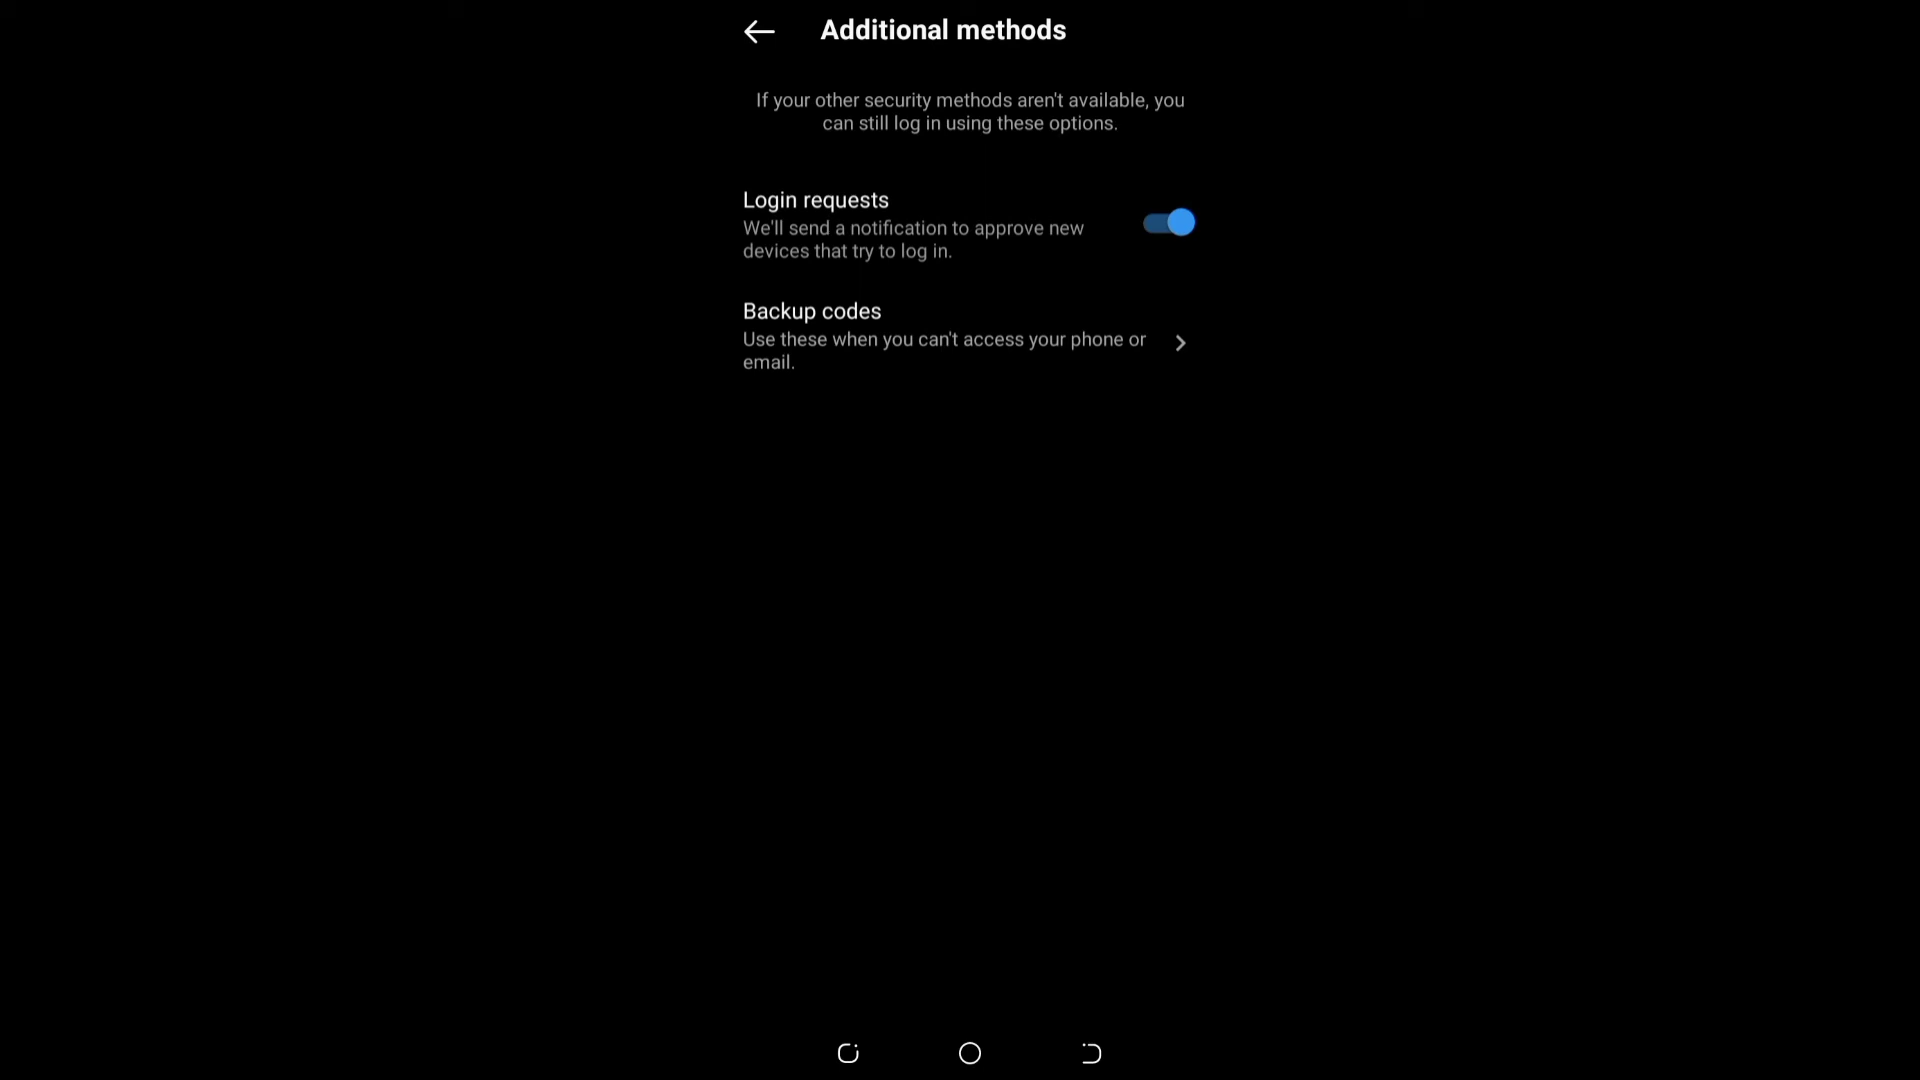 Additional methods
If your other security methods aren't available, you
can still log in using these options.
Login requests
We'll send a notification to approve new
devices that try to log in.
Backup codes
Use these when you can't access your phone or
email.